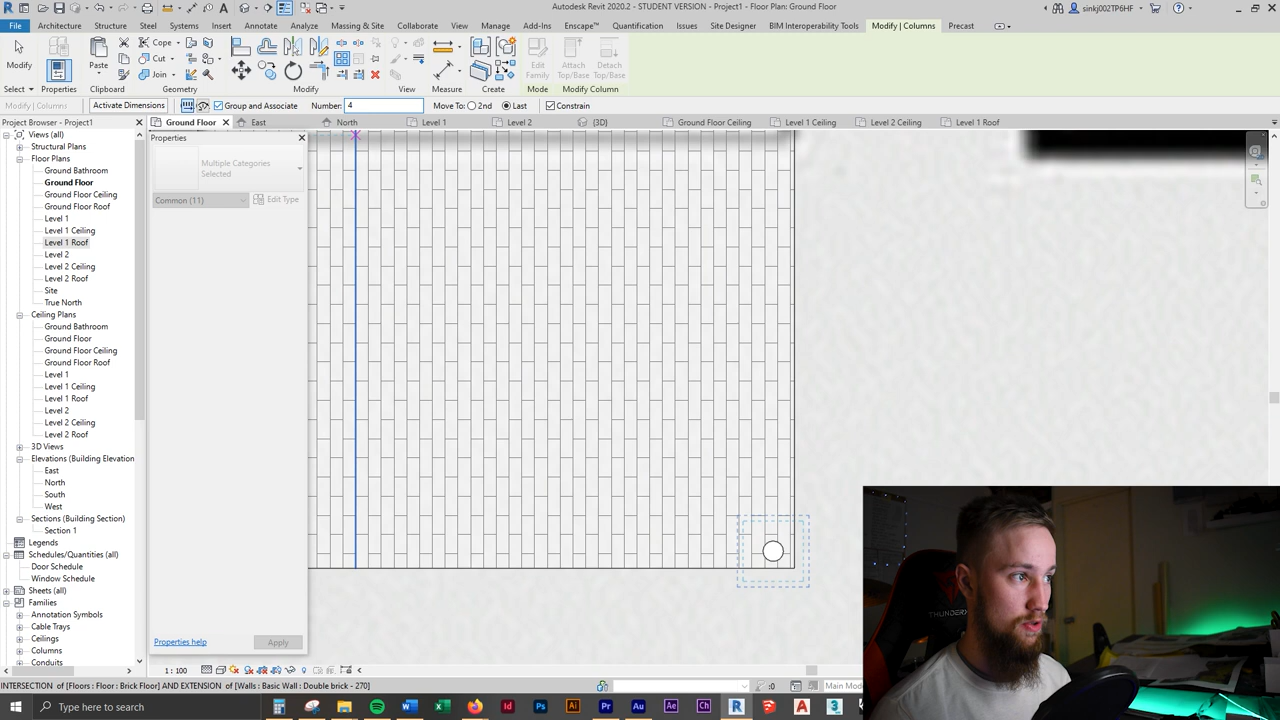 Autodesk Revit 2020.2 - STUDENT VERSION - Project1 - Floor Plan: Ground Floor
sinkj002TP6HF
File Architecture Structure Steel Systems Insert Annotate Analyze Massing & Site Collaborate View Manage Add-Ins Enscape™ Quantification Issues Site Designer BIM Interoperability Tools Modify | Columns Precast
Modify Properties Paste Cope Cut Join Edit Family Attach Top/Base Detach Top/Base
Select Properties Clipboard Geometry Modify View Measure Create Mode Modify Column
Modify | Columns Activate Dimensions Group and Associate Number: 4 Move To: 2nd Last Constrain
Project Browser - Project1
Ground Floor East North Level 1 Level 2 {3D} Ground Floor Ceiling Level 1 Ceiling Level 2 Ceiling Level 1 Roof
Views (all)
Structural Plans
Floor Plans
Ground Bathroom
Ground Floor
Ground Floor Ceiling
Ground Floor Roof
Level 1
Level 1 Ceiling
Level 1 Roof
Level 2
Level 2 Ceiling
Level 2 Roof
Site
True North
Ceiling Plans
Ground Bathroom
Ground Floor
Ground Floor Ceiling
Ground Floor Roof
Level 1
Level 1 Ceiling
Level 1 Roof
Level 2
Level 2 Ceiling
Level 2 Roof
3D Views
Elevations (Building Elevation
East
North
South
West
Sections (Building Section)
Section 1
Legends
Schedules/Quantities (all)
Door Schedule
Window Schedule
Sheets (all)
Families
Annotation Symbols
Cable Trays
Ceilings
Columns
Conduits
Properties
Multiple Categories Selected
Common (11) Edit Type
Properties help Apply
1 : 100
INTERSECTION of [Floors : Floor : Brick Floor] AND EXTENSION of [Walls : Basic Wall : Double brick - 270]
:0
Main Mod
THUNDER
Type here to search